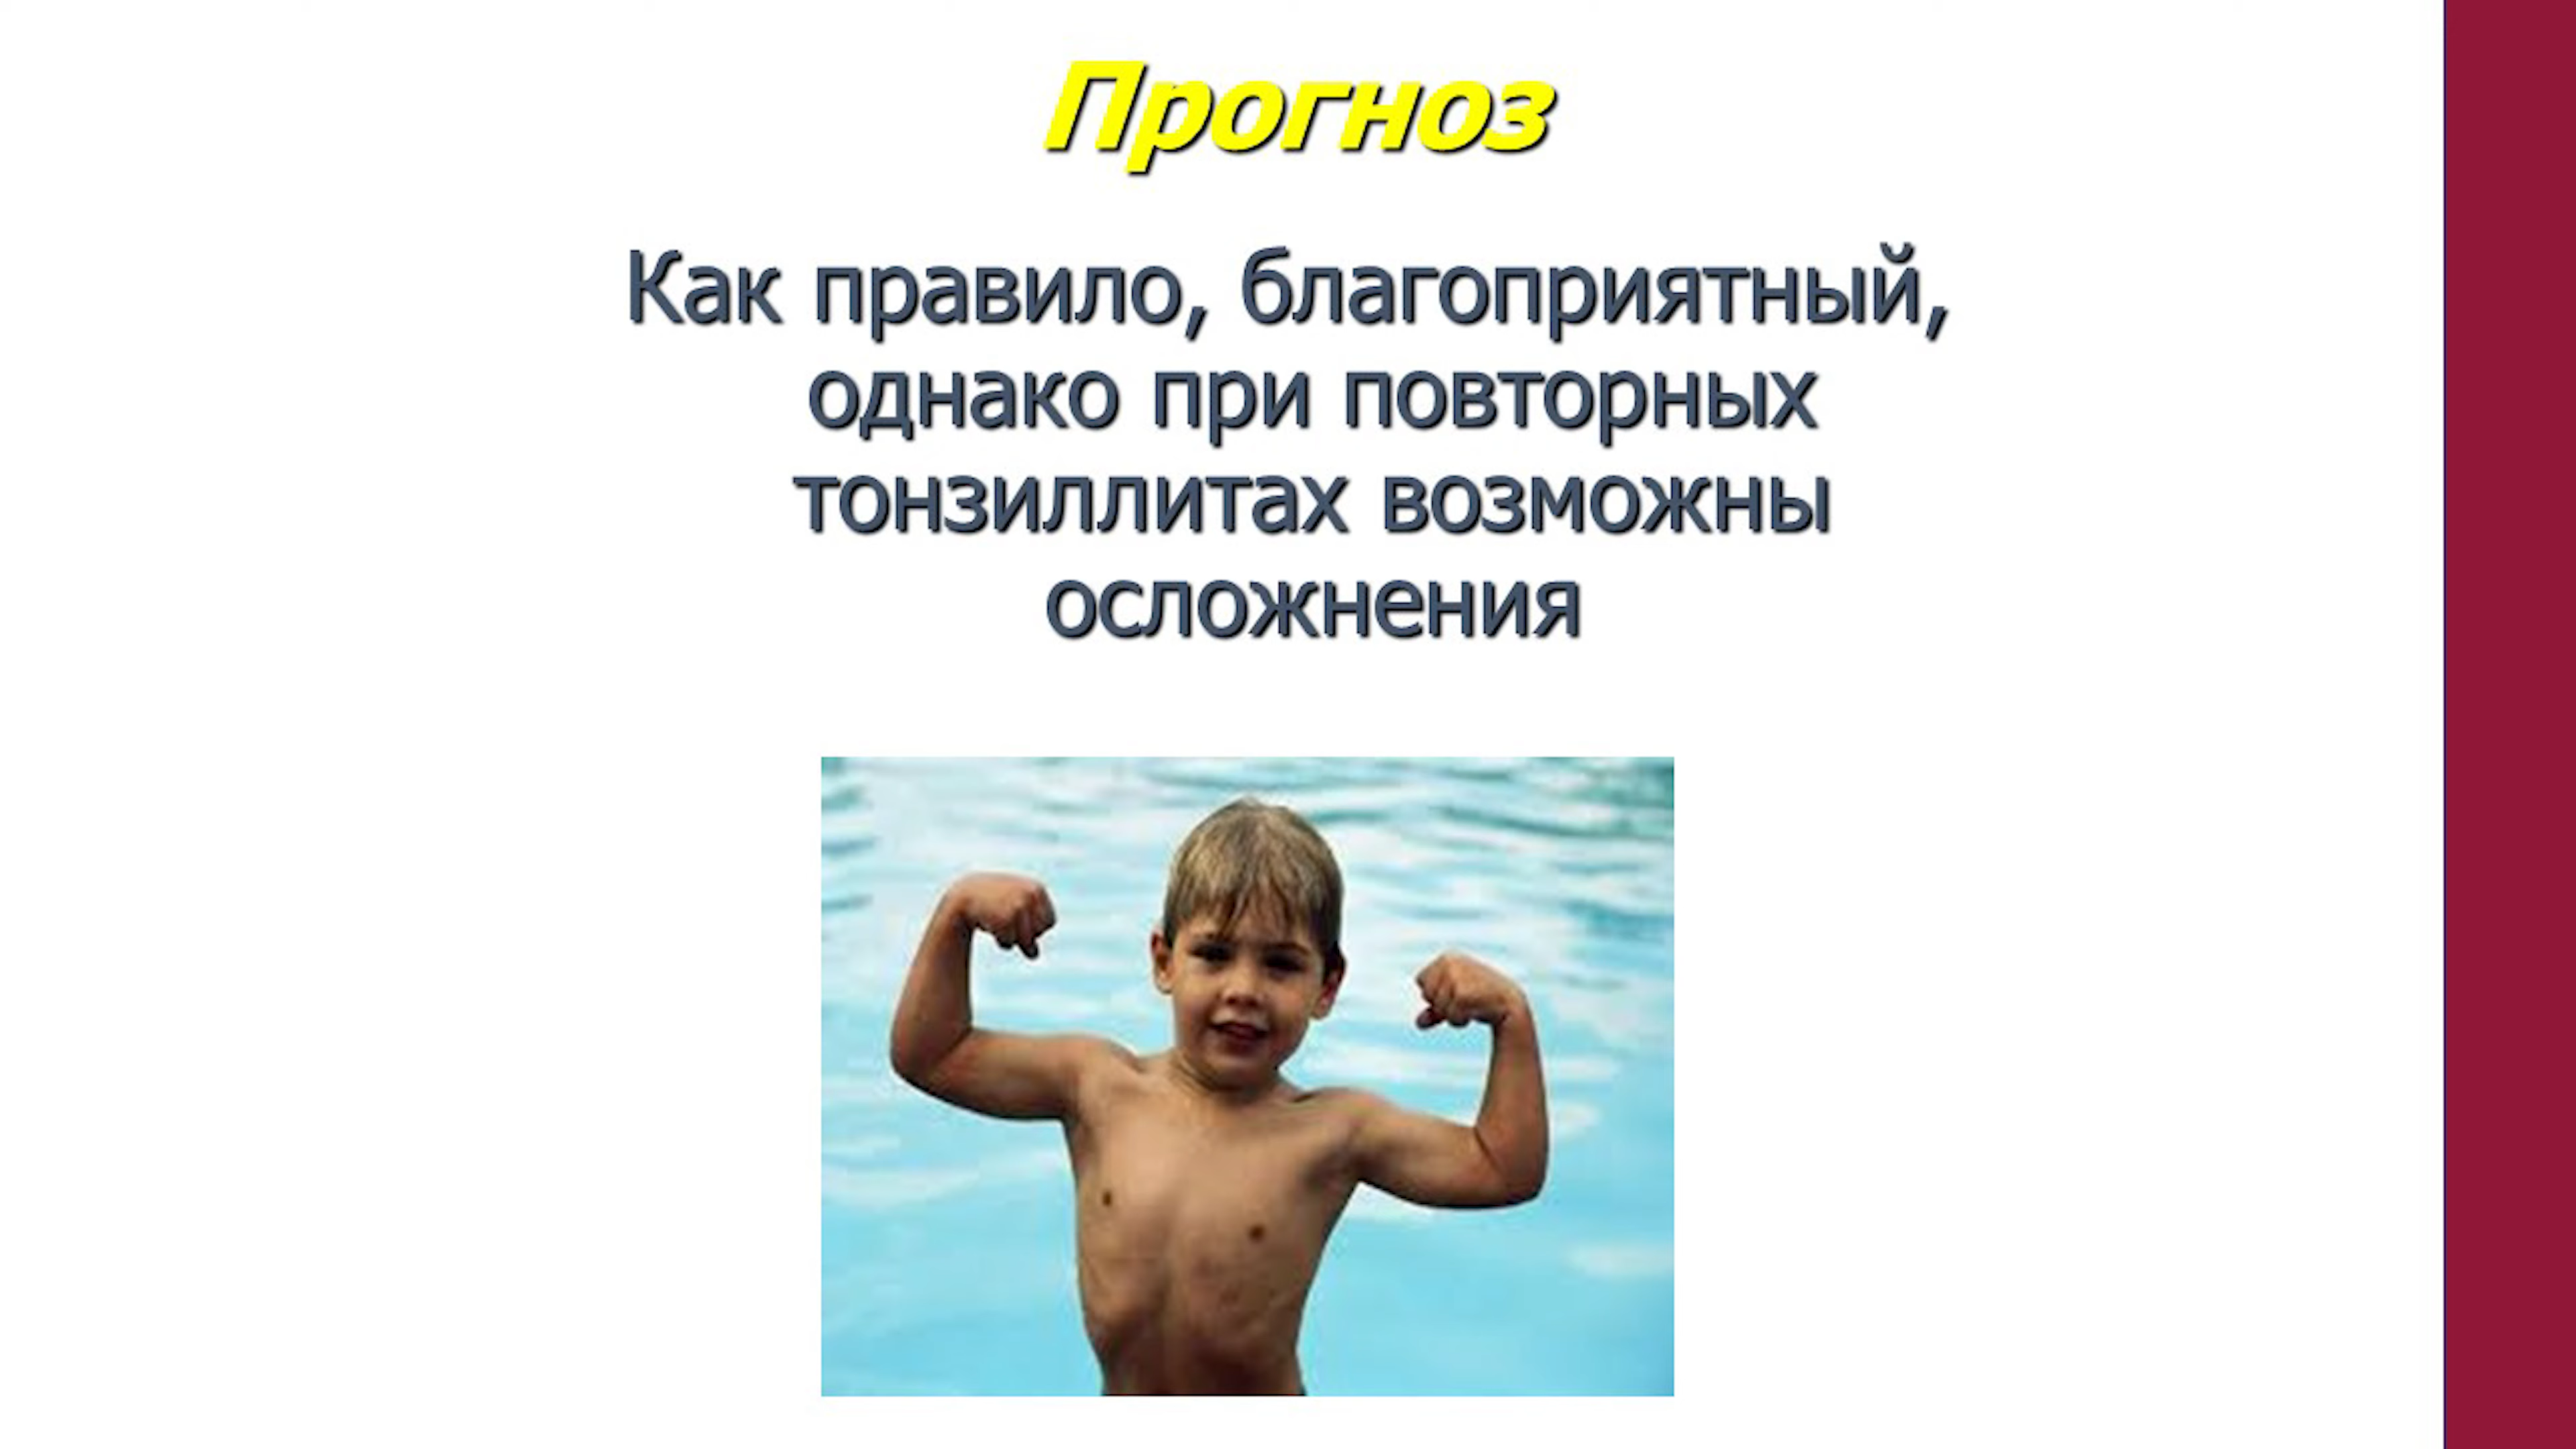 Прогноз
Как правило, благоприятный,
однако при повторных
тонзиллитах возможны
осложнения